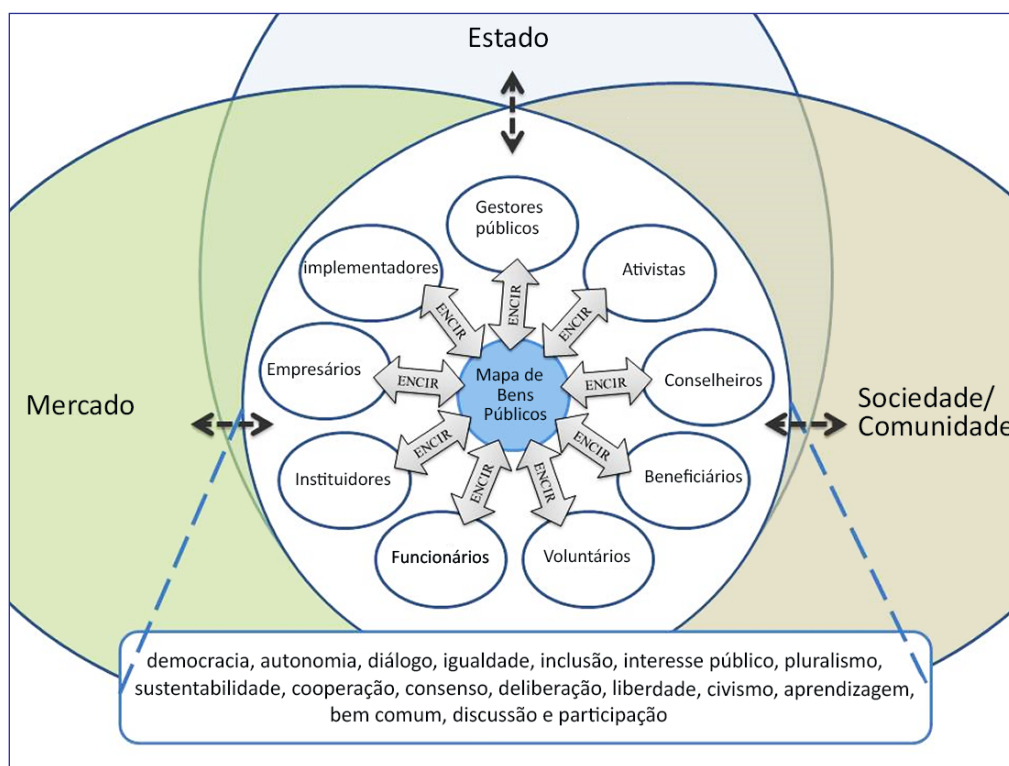 Estado
Gestores
públicos
implementadores
Ativistas
ENCIR
ENCIR
ENCIR
Empresários
ENCIR
Mapa de
Bens
Públicos
ENCIR
Conselheiros
Mercado
Sociedade/
Comunidade
ENCIR
ENCIR
Instituidores
Beneficiários
ENCIR
ENCIR
Funcionários
Voluntários
democracia, autonomia, diálogo, igualdade, inclusão, interesse público, pluralismo,
sustentabilidade, cooperação, consenso, deliberação, liberdade, civismo, aprendizagem,
bem comum, discussão e participação